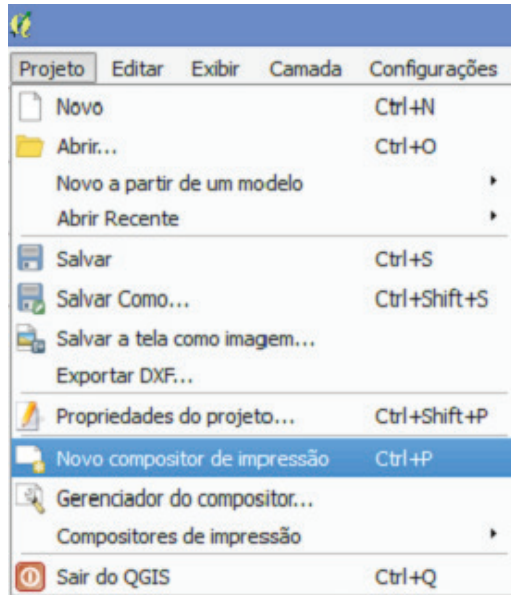 Projeto Editar Exibir Camada Configurações
Novo Ctrl+N
Abrir... Ctrl+O
Novo a partir de um modelo
Abrir Recente
Salvar Ctrl+S
Salvar Como... Ctrl+Shift+S
Salvar a tela como imagem...
Exportar DXF...
Propriedades do projeto... Ctrl+Shift+P
Novo compositor de impressão Ctrl+P
Gerenciador do compositor...
Compositores de impressão
Sair do QGIS Ctrl+Q